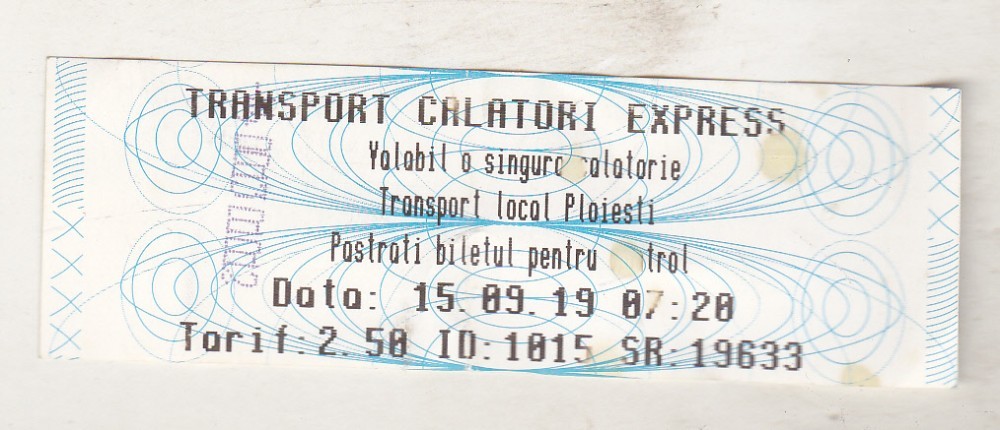 TRANSPORT CALATORI EXPRESS
Valabil o singura calatorie
Transport local Ploiesti
Pastrati biletul pentru
Data: 15.09.19 07:20
Tarif:2.50 ID:1015 SR:19633